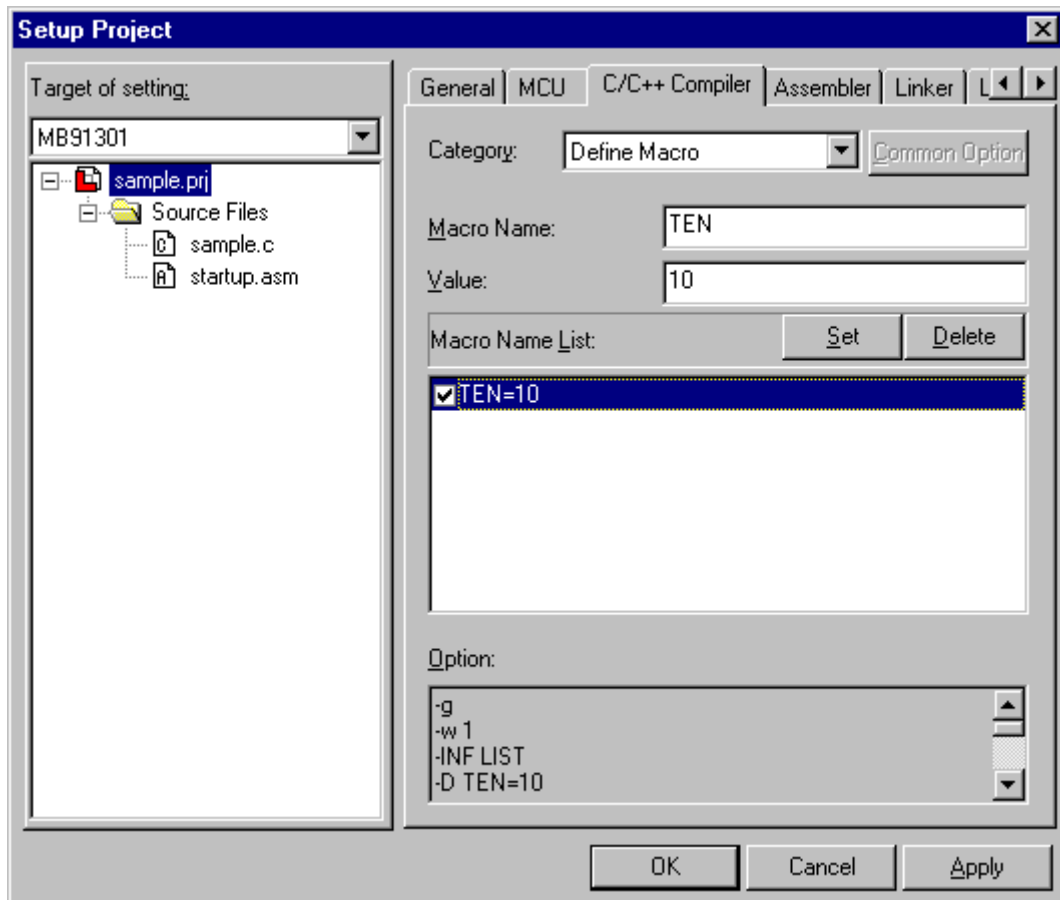 Setup Project
Target of setting:
MB91301
sample.prj
Source Files
sample.c
startup.asm
General MCU C/C++ Compiler Assembler Linker L
Category: Define Macro Common Option
Macro Name: TEN
Value: 10
Macro Name List: Set Delete
TEN=10
Option:
-g
-w 1
-INF LIST
-D TEN=10
OK Cancel Apply